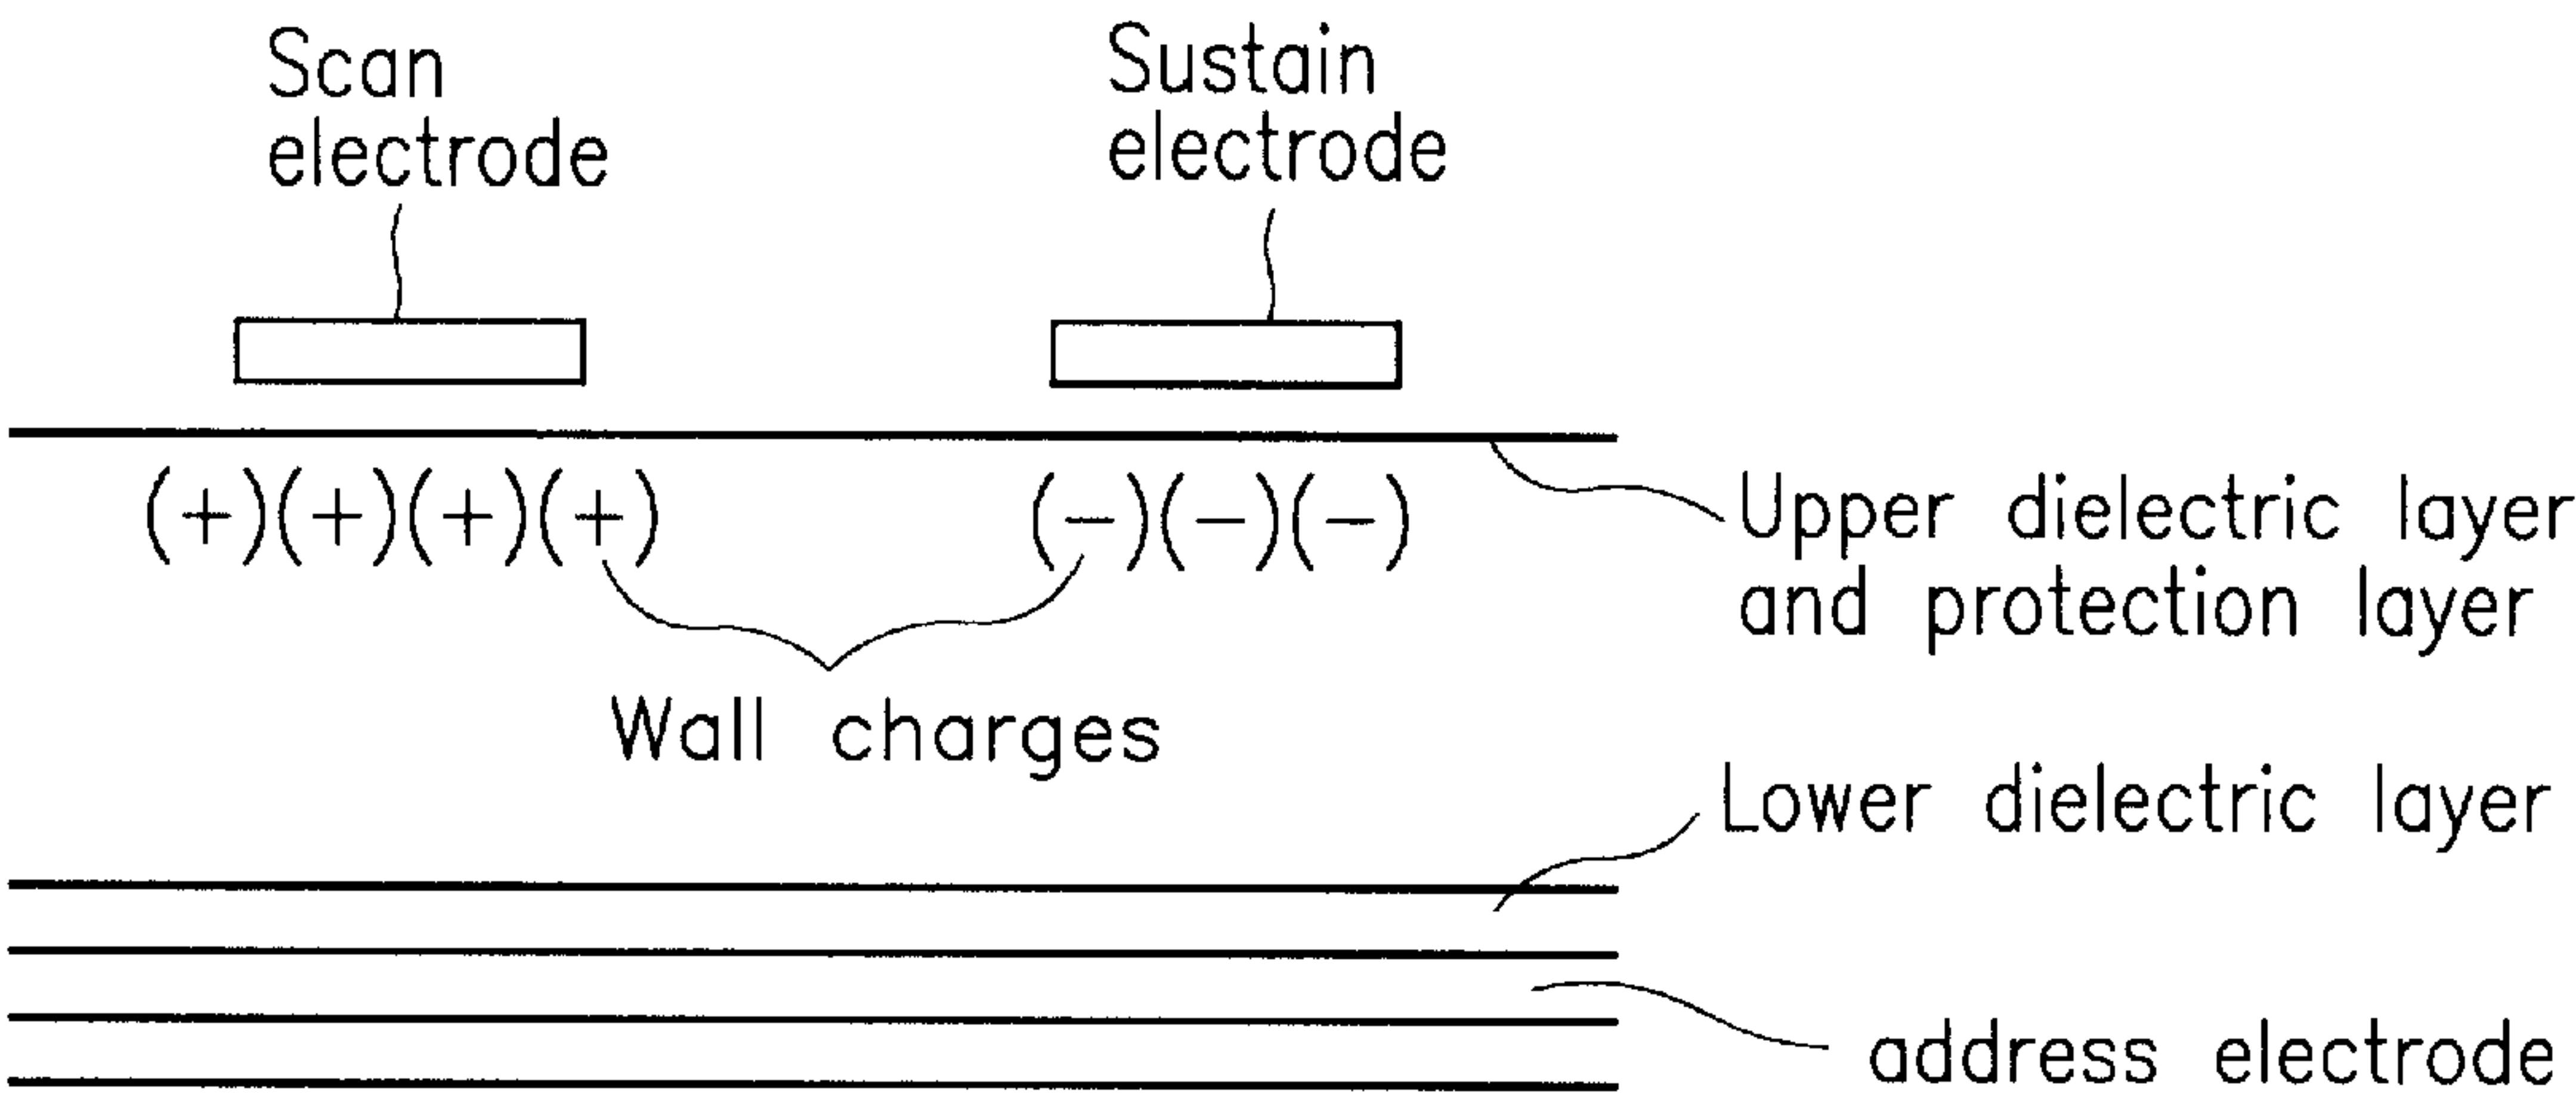 Scan
electrode
Sustain
electrode
(+)(+)(+)(+)
(−)(−)(−)
Upper dielectric layer
and protection layer
Wall charges
Lower dielectric layer
address electrode